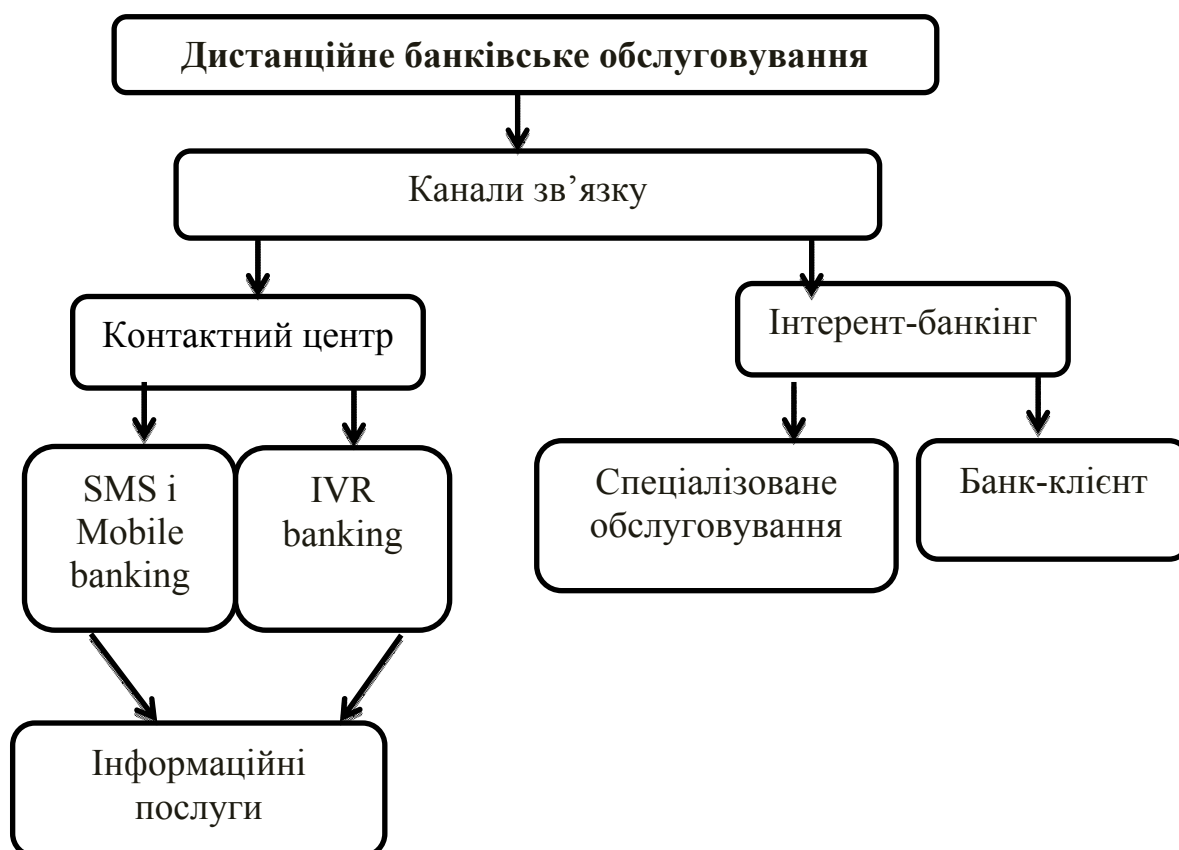 Дистанційне банківське обслуговування
Канали зв’язку
Контактний центр
Інтерент-банкінг
SMS і
Mobile
banking
IVR
banking
Спеціалізоване
обслуговування
Банк-клієнт
Інформаційні
послуги